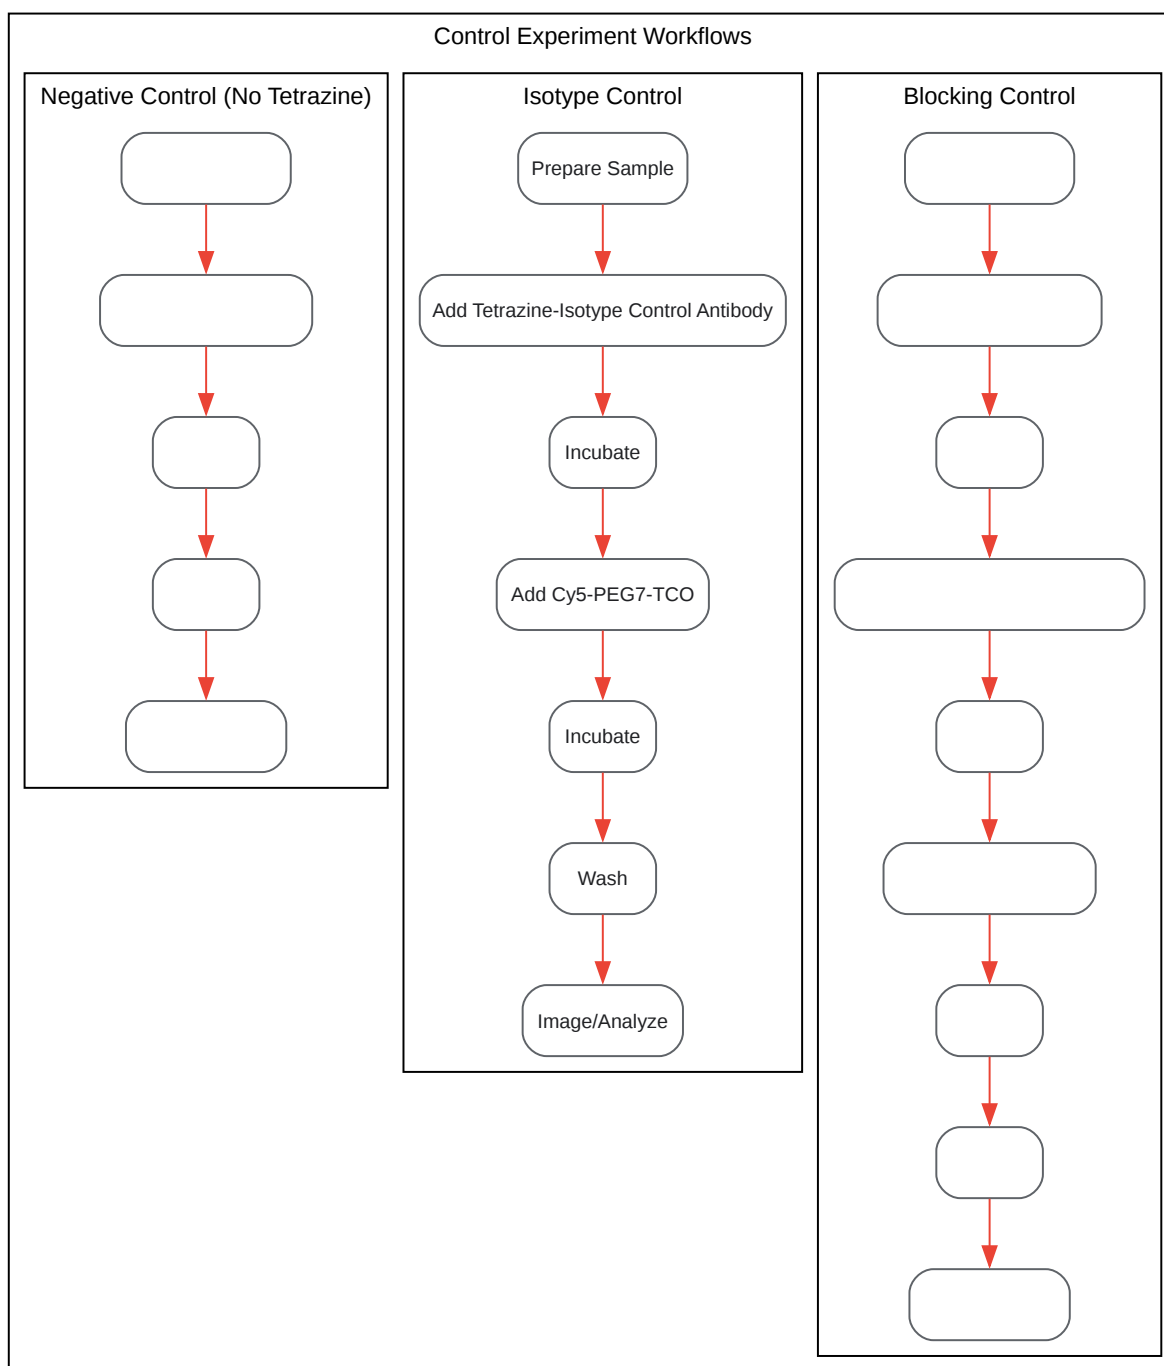 Control Experiment Workflows
Negative Control (No Tetrazine)
Isotype Control
Prepare Sample
Add Tetrazine-Isotype Control Antibody
Incubate
Add Cy5-PEG7-TCO
Incubate
Wash
Image/Analyze
Blocking Control